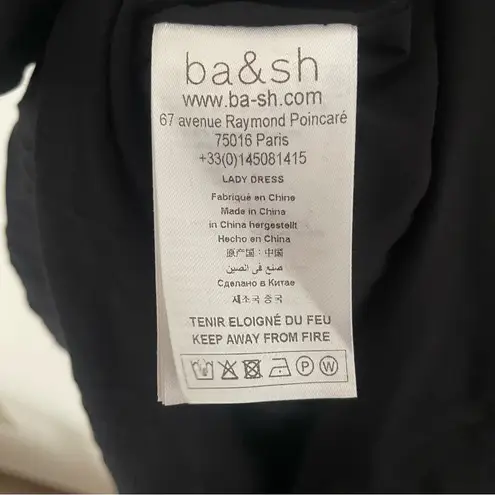 ba&sh
www.ba-sh.com
67 avenue Raymond Poincaré
75016 Paris
+33(0)145081415
LADY DRESS
Fabriqué en Chine
Made in China
in China hergestellt
Hecho en China
原产国：中国
صنع في الصين
Сделано в Китае
제조국 중국
TENIR ELOIGNÉ DU FEU
KEEP AWAY FROM FIRE
P W